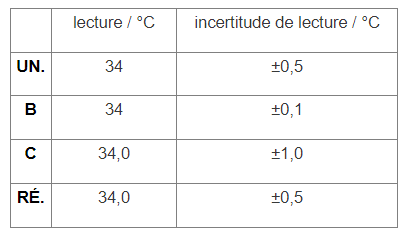 lecture / °C incertitude de lecture / °C
UN. 34 ±0,5
B 34 ±0,1
C 34,0 ±1,0
RÉ. 34,0 ±0,5